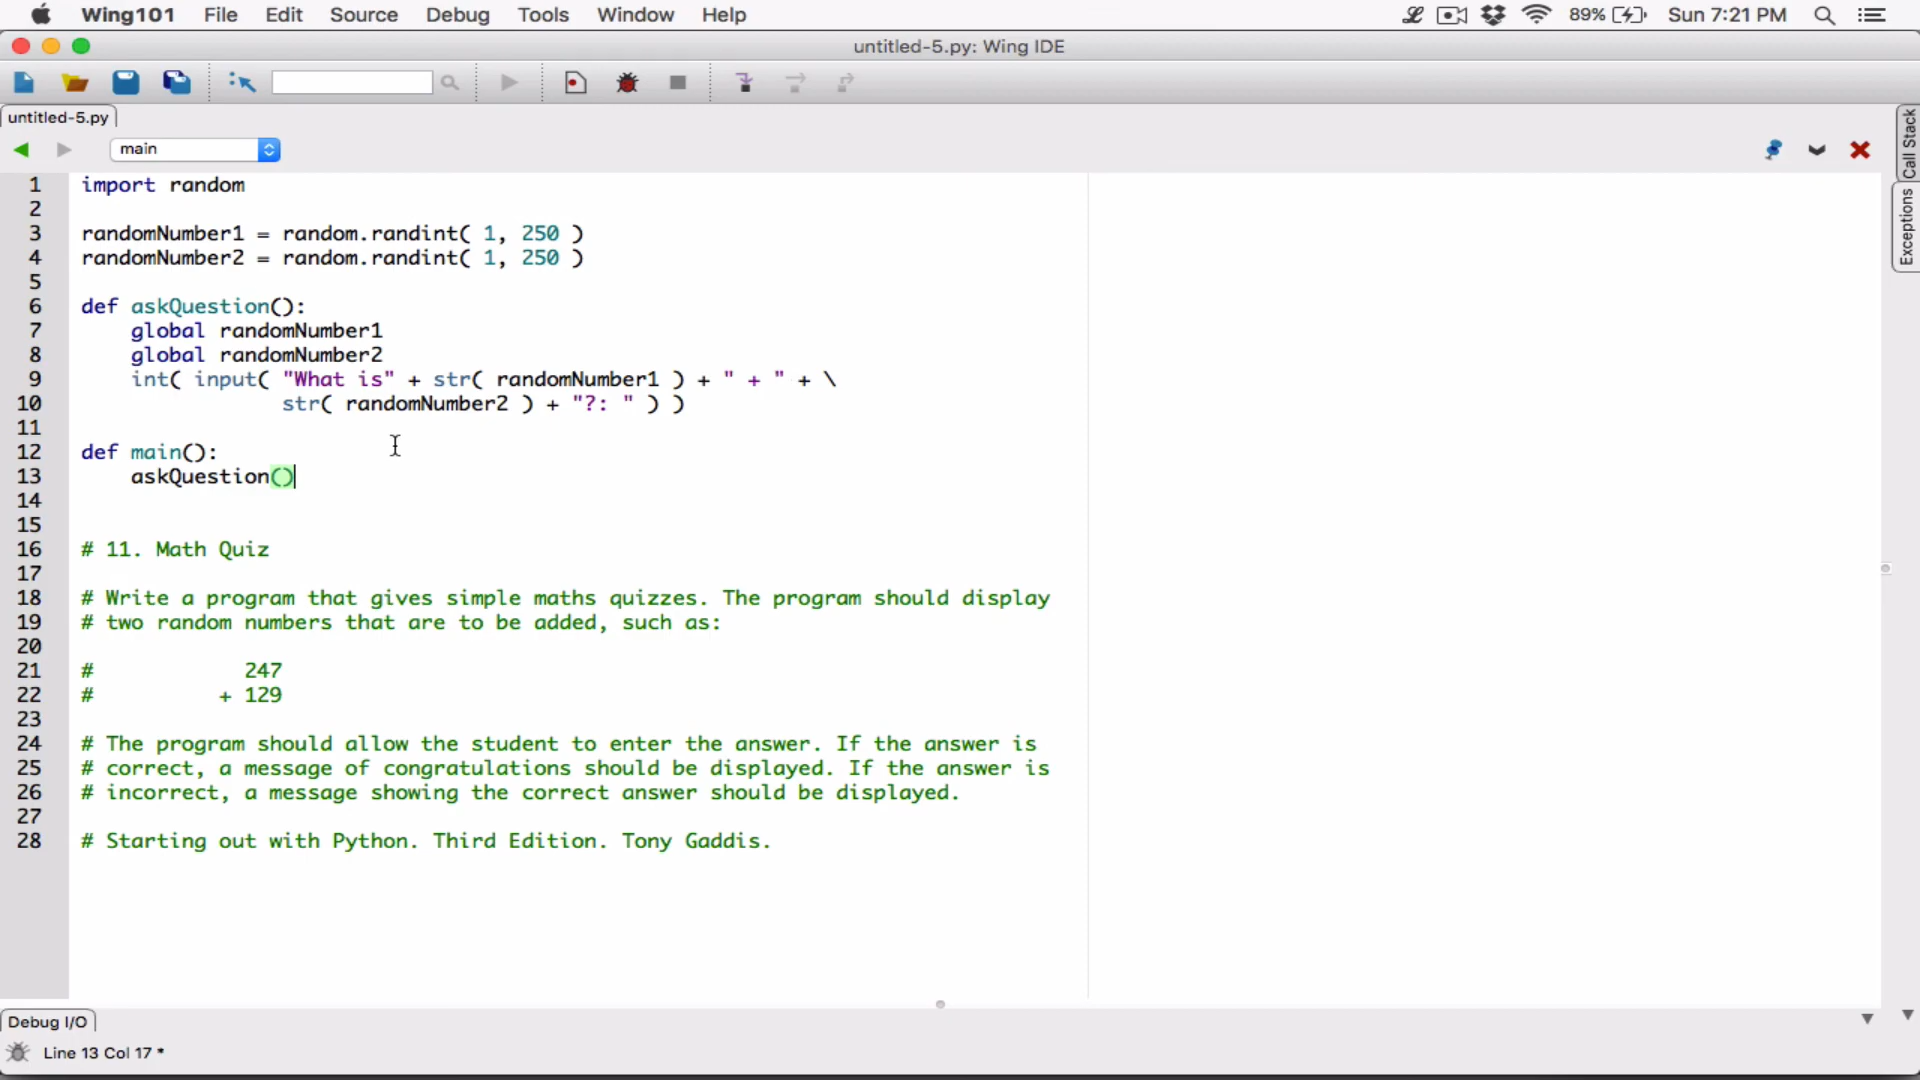 Wing101 File Edit Source Debug Tools Window Help 89% Sun 7:21 PM
untitled-5.py: Wing IDE
untitled-5.py
main
Call Stack
Exceptions
1 import random
2
3 randomNumber1 = random.randint( 1, 250 )
4 randomNumber2 = random.randint( 1, 250 )
5
6 def askQuestion():
7     global randomNumber1
8     global randomNumber2
9     int( input( "What is" + str( randomNumber1 ) + " + " + \
10                 str( randomNumber2 ) + "?: " ) )
11
12 def main():
13     askQuestion()
14
15
16 # 11. Math Quiz
17
18 # Write a program that gives simple maths quizzes. The program should display
19 # two random numbers that are to be added, such as:
20
21 #            247
22 #          + 129
23
24 # The program should allow the student to enter the answer. If the answer is
25 # correct, a message of congratulations should be displayed. If the answer is
26 # incorrect, a message showing the correct answer should be displayed.
27
28 # Starting out with Python. Third Edition. Tony Gaddis.
Debug I/O
Line 13 Col 17 *